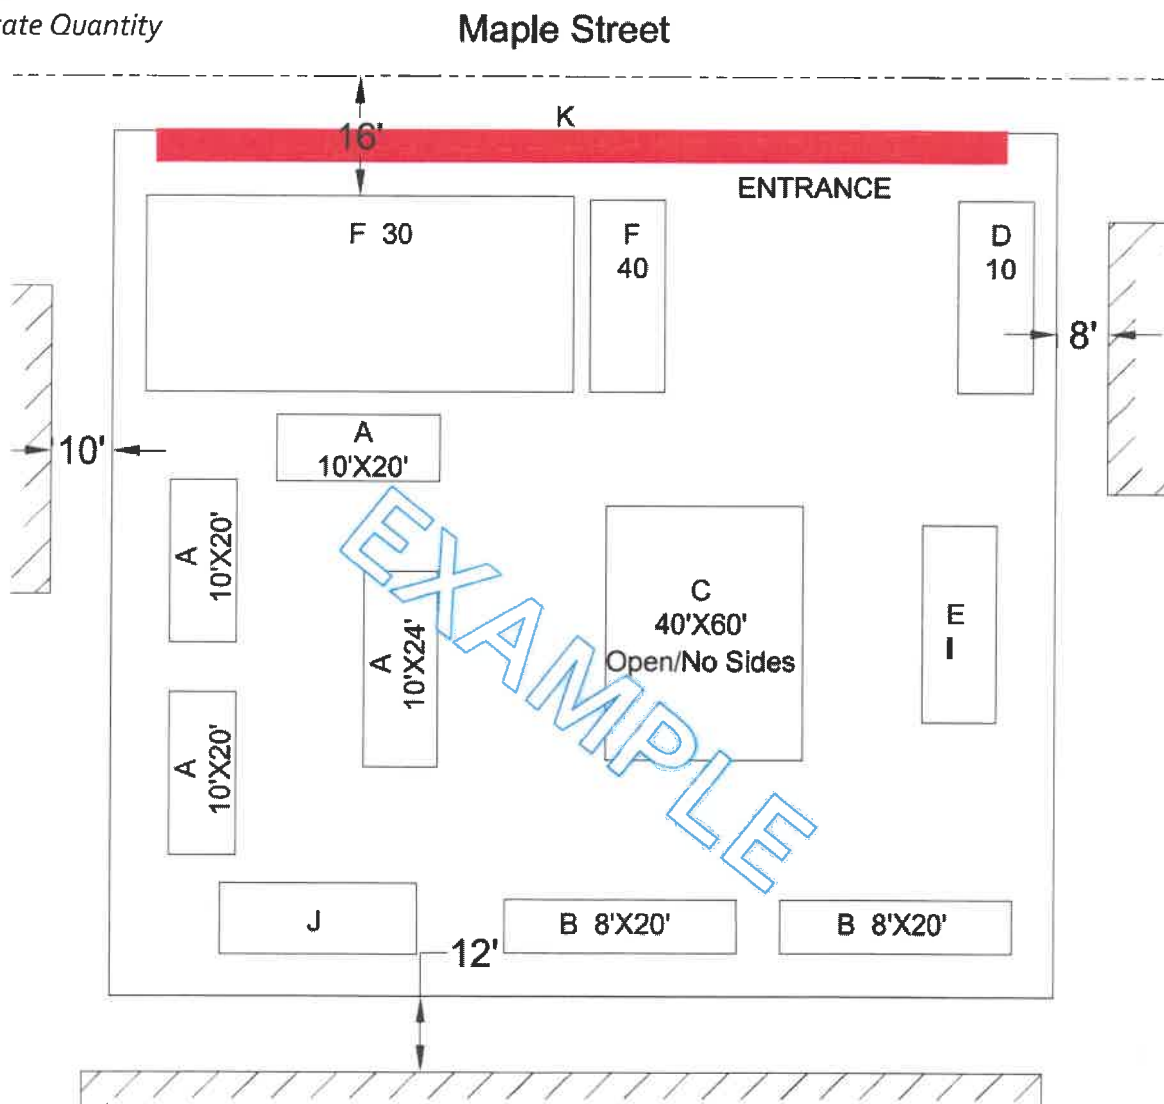 ate Quantity
Maple Street
K
16'
ENTRANCE
F 30
F
40
D
10
8'
10'
A
10'X20'
A
10'X20'
A
10'X24'
C
40'X60'
Open/No Sides
E
I
A
10'X20'
EXAMPLE
J
12'
B 8'X20'
B 8'X20'